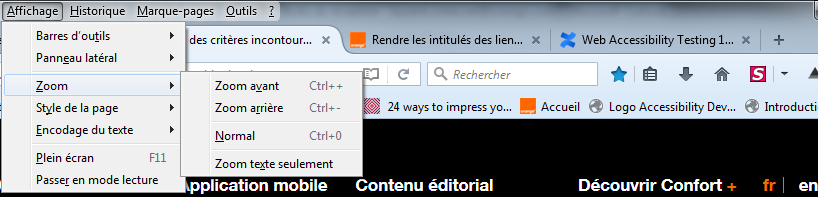 Affichage Historique Marque-pages Outils ?
Barres d'outils
des critères incontour...
Rendre les intitulés des lien...
Web Accessibility Testing 1...
Panneau latéral
Zoom
Zoom avant Ctrl++
Rechercher
S
Style de la page
Zoom arrière Ctrl+-
24 ways to impress yo...
Accueil
Logo Accessibility Dev...
Introducti
Encodage du texte
Normal Ctrl+0
Plein écran F11
Zoom texte seulement
Passer en mode lecture
Application mobile
Contenu éditorial
Découvrir Confort +
fr
en